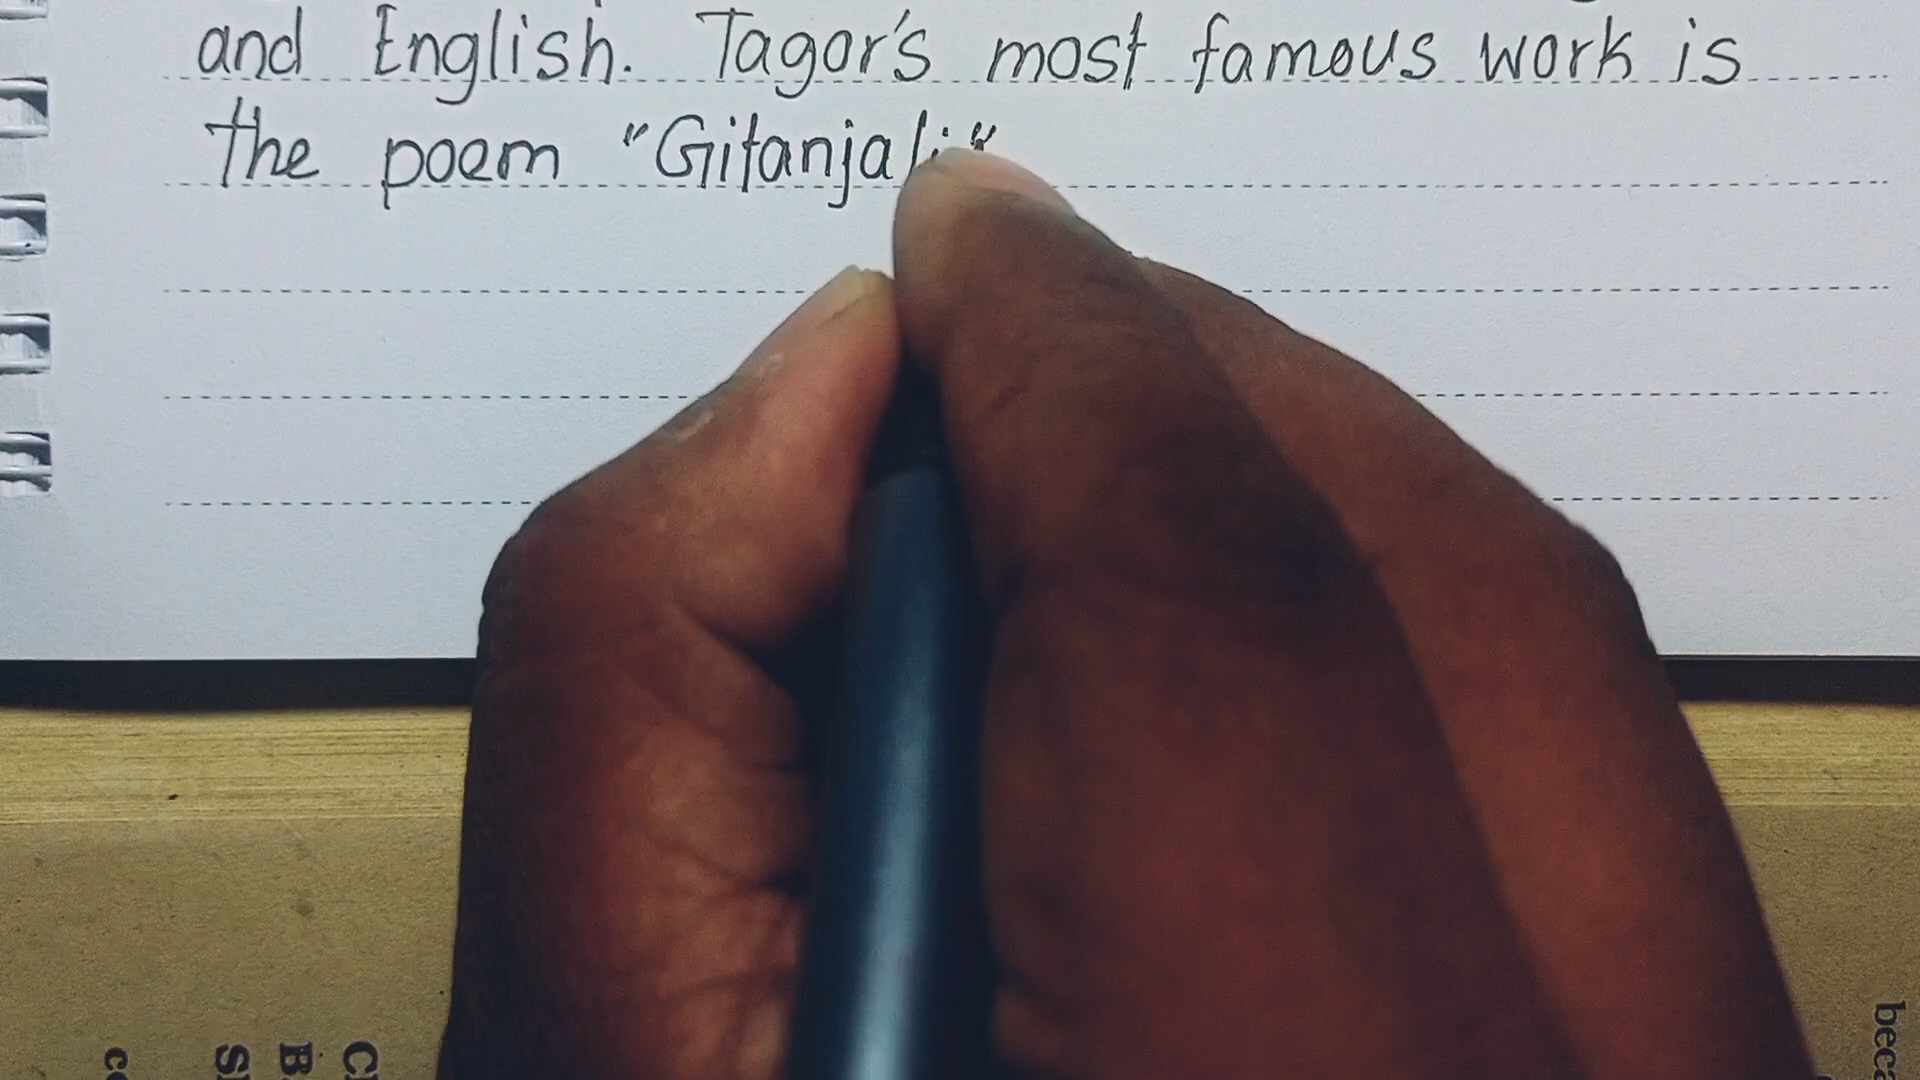 and English. Tagor's most famous work is
the poem "Gitanjali"